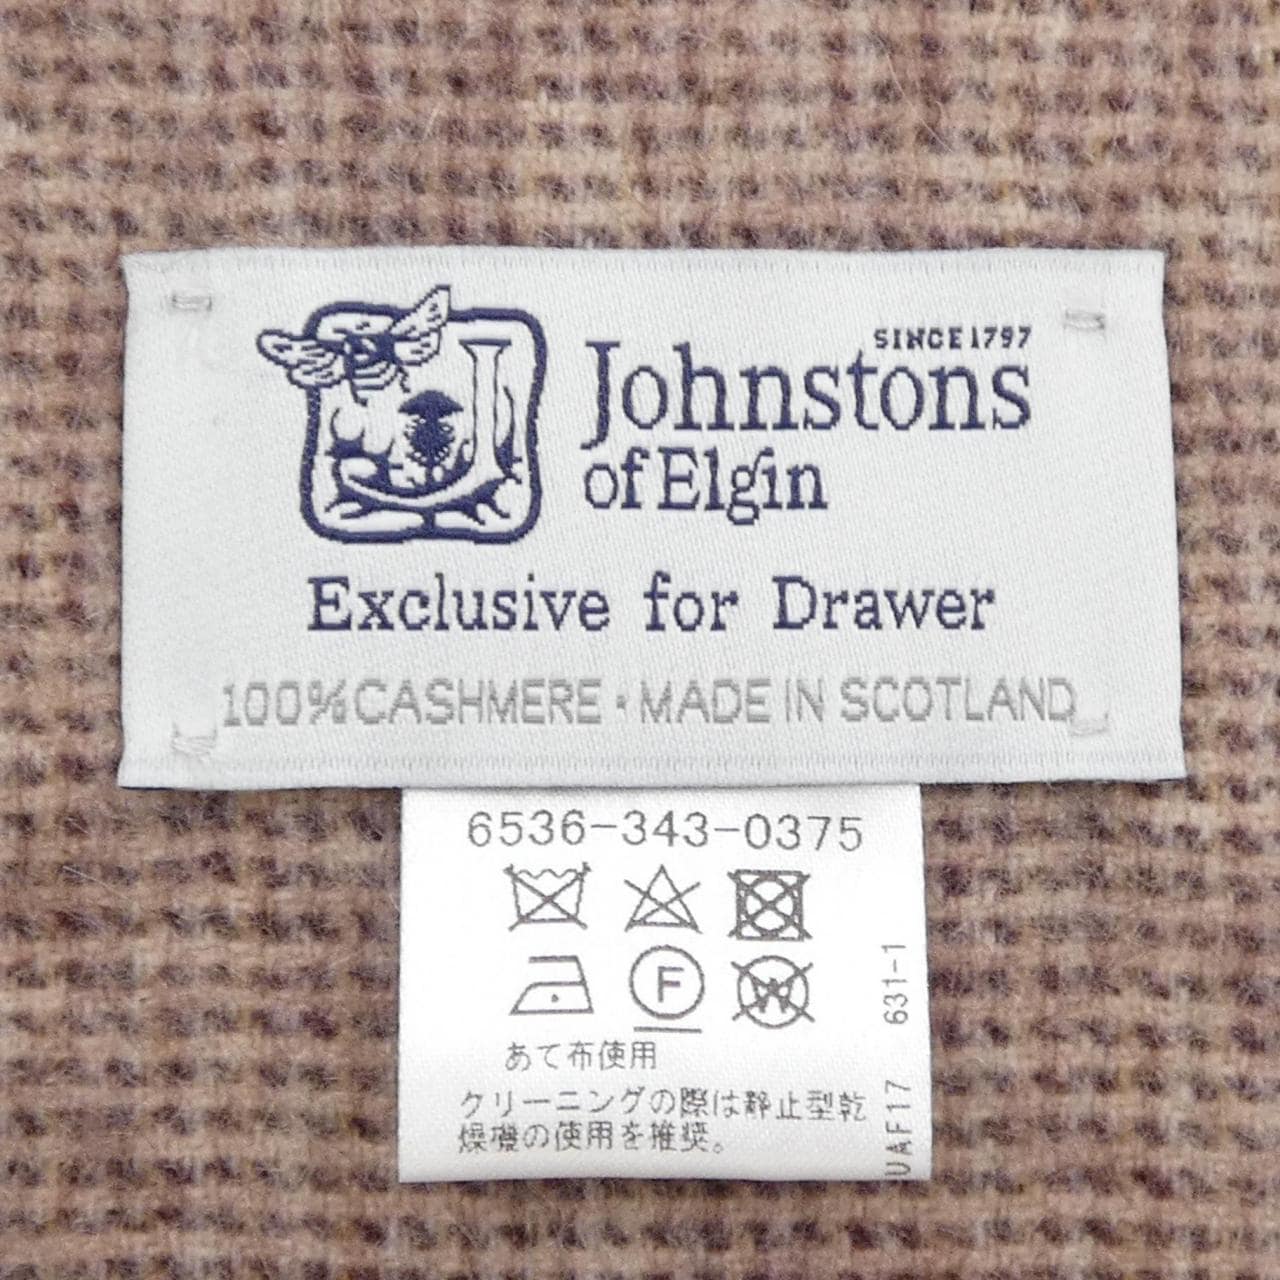 SINCE 1797
Johnstons
of Elgin
Exclusive for Drawer
100% CASHMERE · MADE IN SCOTLAND
6536-343-0375
F
W
あて布使用
クリーニングの際は静止型乾
燥機の使用を推奨。
631-1
UAF17